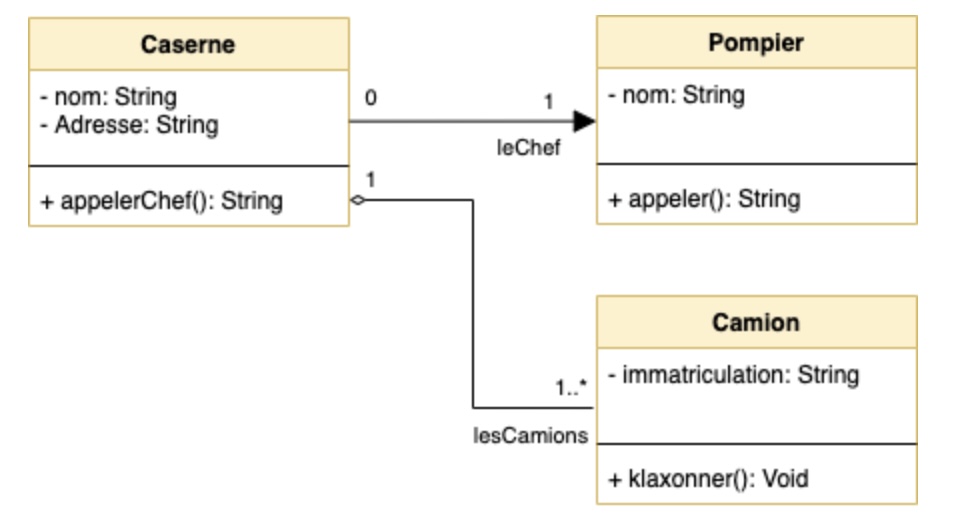 Caserne
- nom: String
- Adresse: String
+ appelerChef(): String
0
1
leChef
Pompier
- nom: String
+ appeler(): String
1
1..*
lesCamions
Camion
- immatriculation: String
+ klaxonner(): Void